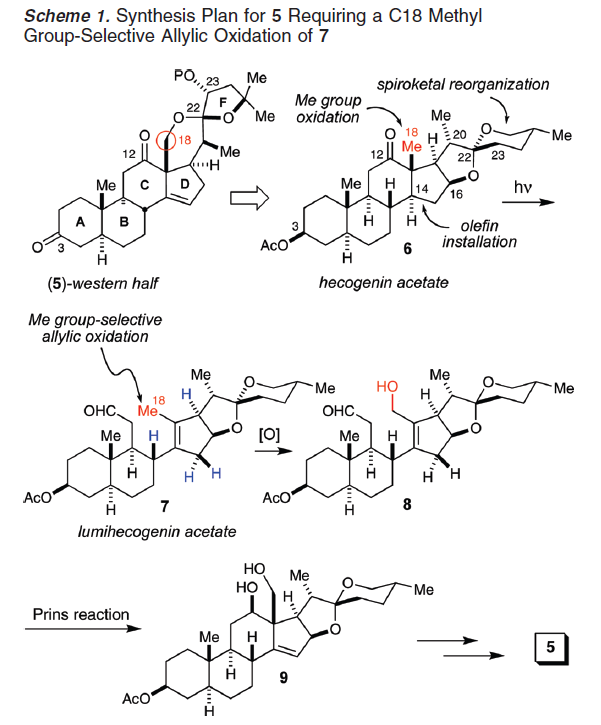 Scheme 1. Synthesis Plan for 5 Requiring a C18 Methyl
Group-Selective Allylic Oxidation of 7
PO
23
Me
F
22
Me
O
O
18
O
12
Me
Me
C
D
H
A
B
O
3
H
(5)-western half
Me group
oxidation
spiroketal reorganization
Me
18
H
20
O
Me
O
12
Me
22
23
O
Me
H
14
16
H
H
3
AcO
H
olefin
installation
6
hecogenin acetate
hν
Me group-selective
allylic oxidation
18
OHC
Me
H
Me
O
Me
O
Me
H
H
H
H
AcO
H
7
lumihecogenin acetate
[O]
HO
OHC
H
Me
O
Me
O
Me
H
H
H
H
AcO
H
8
Prins reaction
HO
HO
H
Me
O
Me
O
Me
H
H
AcO
H
9
5